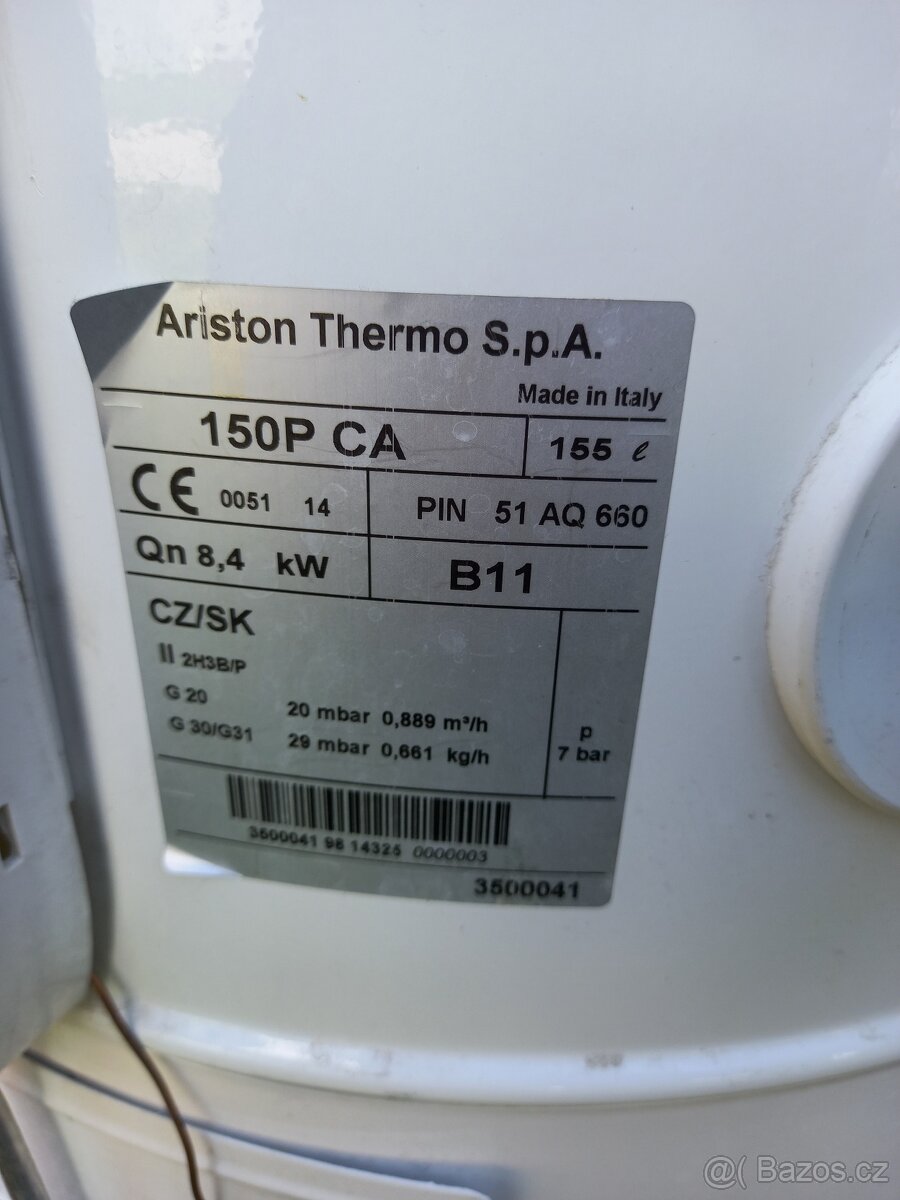 Ariston Thermo S.p.A.
Made in Italy
150P CA 155 ℓ
CE 0051 14 PIN 51 AQ 660
Qn 8,4 kW B11
CZ/SK
II 2H3B/P
G 20 20 mbar 0,889 m³/h
G 30/G31 29 mbar 0,661 kg/h
p
7 bar
3500041 98 14325 0000003
3500041
@( Bazos.cz